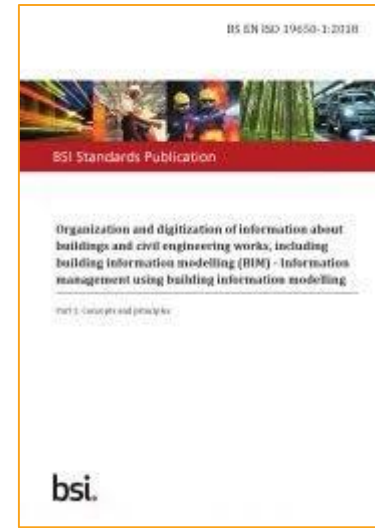 BS EN ISO 19650-1:2018
BSI Standards Publication
Organization and digitization of information about
buildings and civil engineering works, including
building information modelling (BIM) - Information
management using building information modelling
Part 1: Concepts and principles
bsi.